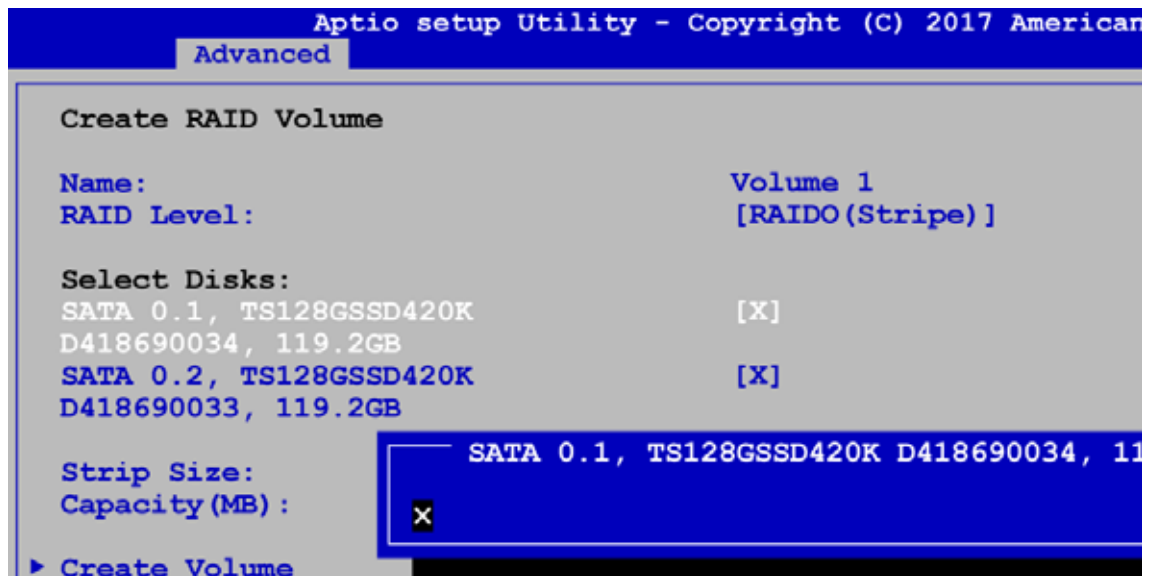 Aptio setup Utility - Copyright (C) 2017 American
Advanced
Create RAID Volume
Name: Volume 1
RAID Level: [RAIDO(Stripe)]
Select Disks:
SATA 0.1, TS128GSSD420K [X]
D418690034, 119.2GB
SATA 0.2, TS128GSSD420K [X]
D418690033, 119.2GB
SATA 0.1, TS128GSSD420K D418690034, 11
Strip Size:
Capacity(MB):
X
Create Volume